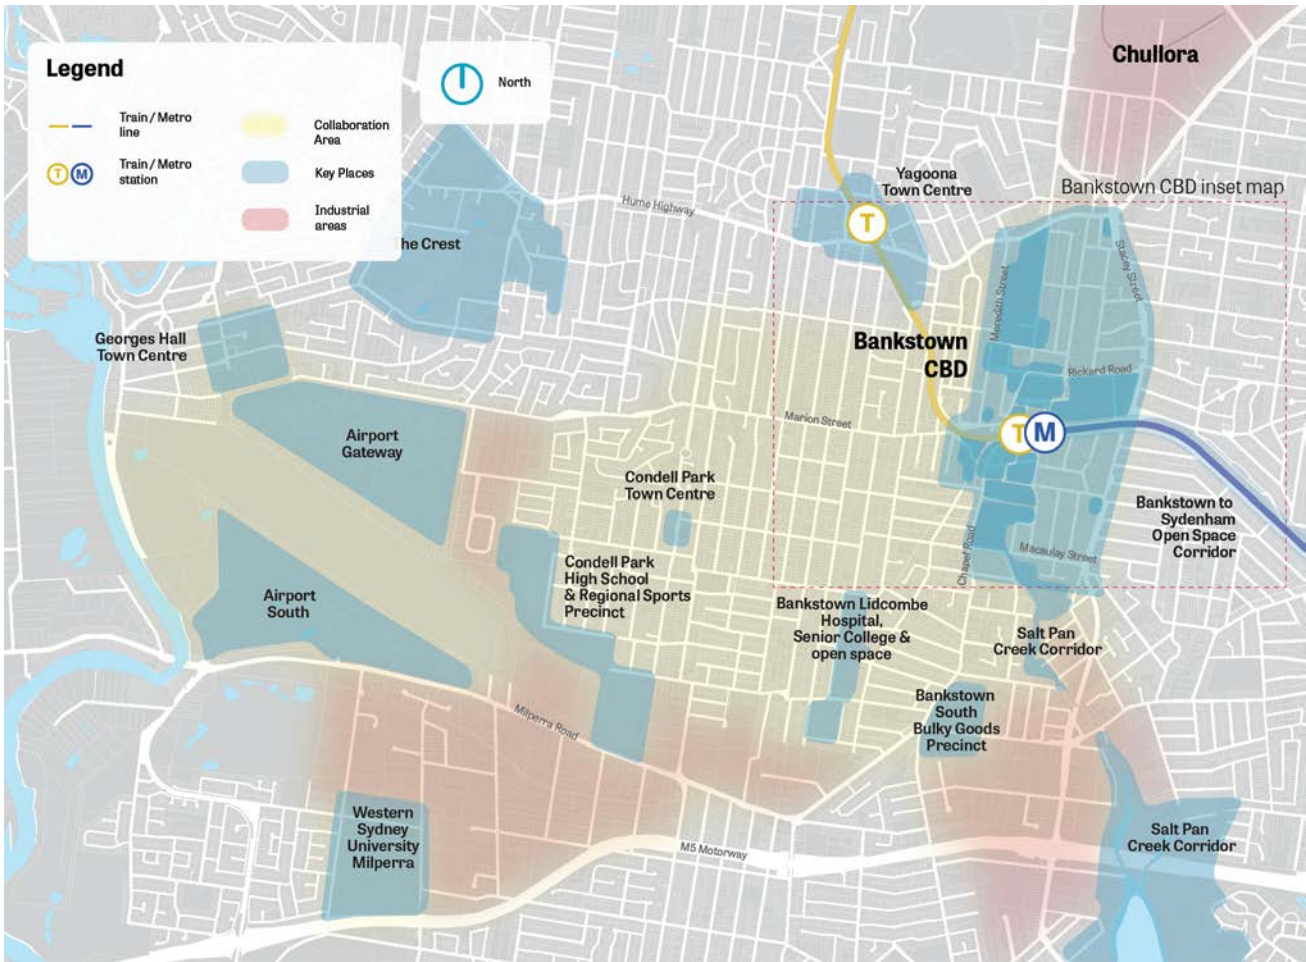 Legend
Train / Metro
line
Train / Metro
station
T M
Collaboration
Area
Key Places
Industrial
areas
North
Chullora
Yagoona
Town Centre
Bankstown CBD inset map
Hume Highway
T
The Crest
Meredith Street
Stacey Street
Georges Hall
Town Centre
Bankstown
CBD
Rickard Road
Marion Street
T M
Airport
Gateway
Condell Park
Town Centre
Bankstown to
Sydenham
Open Space
Corridor
Chapel Road
Macaulay Street
Condell Park
High School
& Regional Sports
Precinct
Airport
South
Bankstown Lidcombe
Hospital,
Senior College &
open space
Salt Pan
Creek Corridor
Milperra Road
Bankstown
South
Bulky Goods
Precinct
Western
Sydney
University
Milperra
M5 Motorway
Salt Pan
Creek Corridor